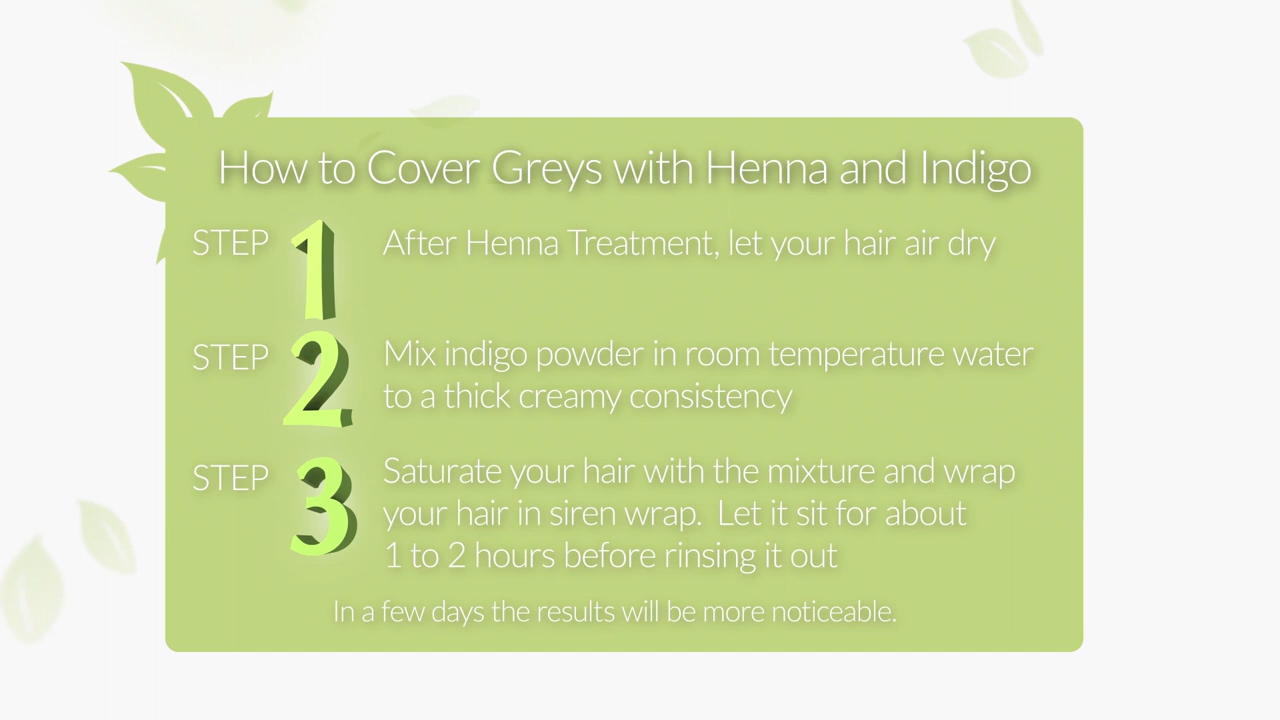 How to Cover Greys with Henna and Indigo
STEP 1 After Henna Treatment, let your hair air dry
STEP 2 Mix indigo powder in room temperature water
to a thick creamy consistency
STEP 3 Saturate your hair with the mixture and wrap
your hair in siren wrap. Let it sit for about
1 to 2 hours before rinsing it out
In a few days the results will be more noticeable.